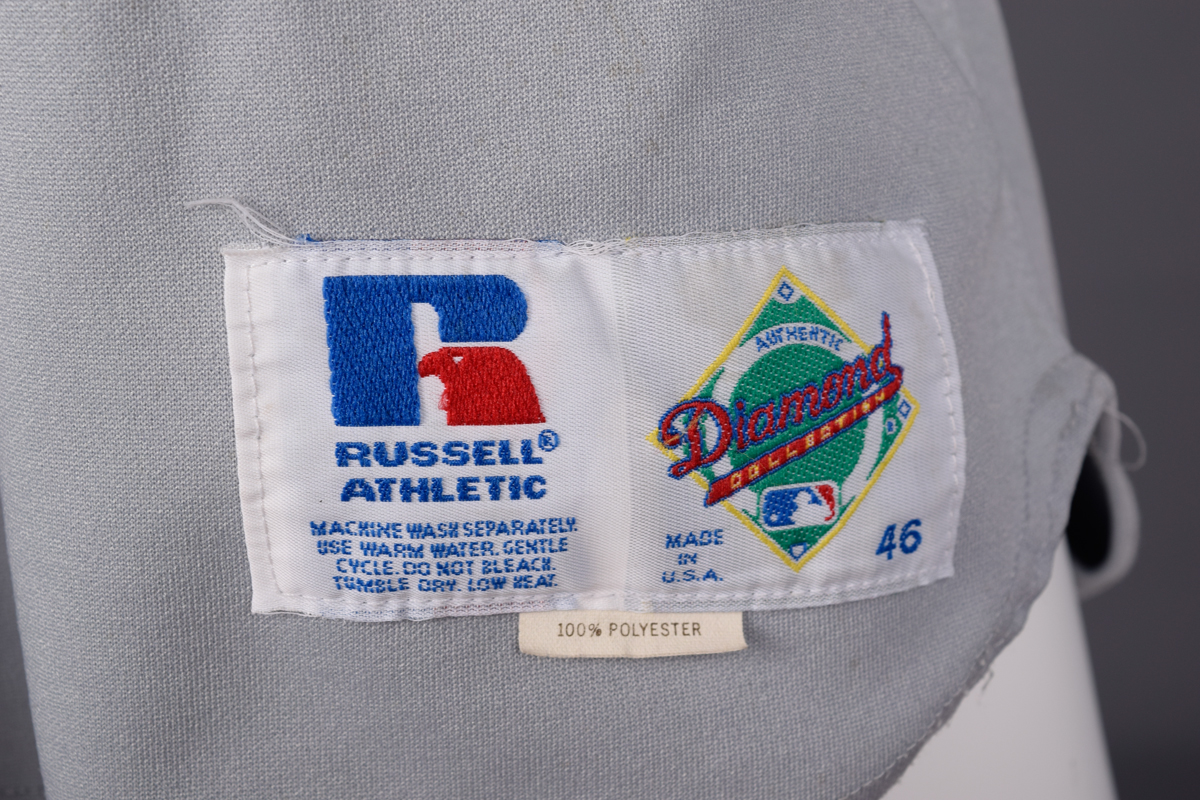 RUSSELL®
ATHLETIC
MACHINE WASH SEPARATELY.
USE WARM WATER. GENTLE
CYCLE. DO NOT BLEACH.
TUMBLE DRY. LOW HEAT.
AUTHENTIC
Diamond
COLLECTION
MADE
IN
U.S.A.
46
100% POLYESTER